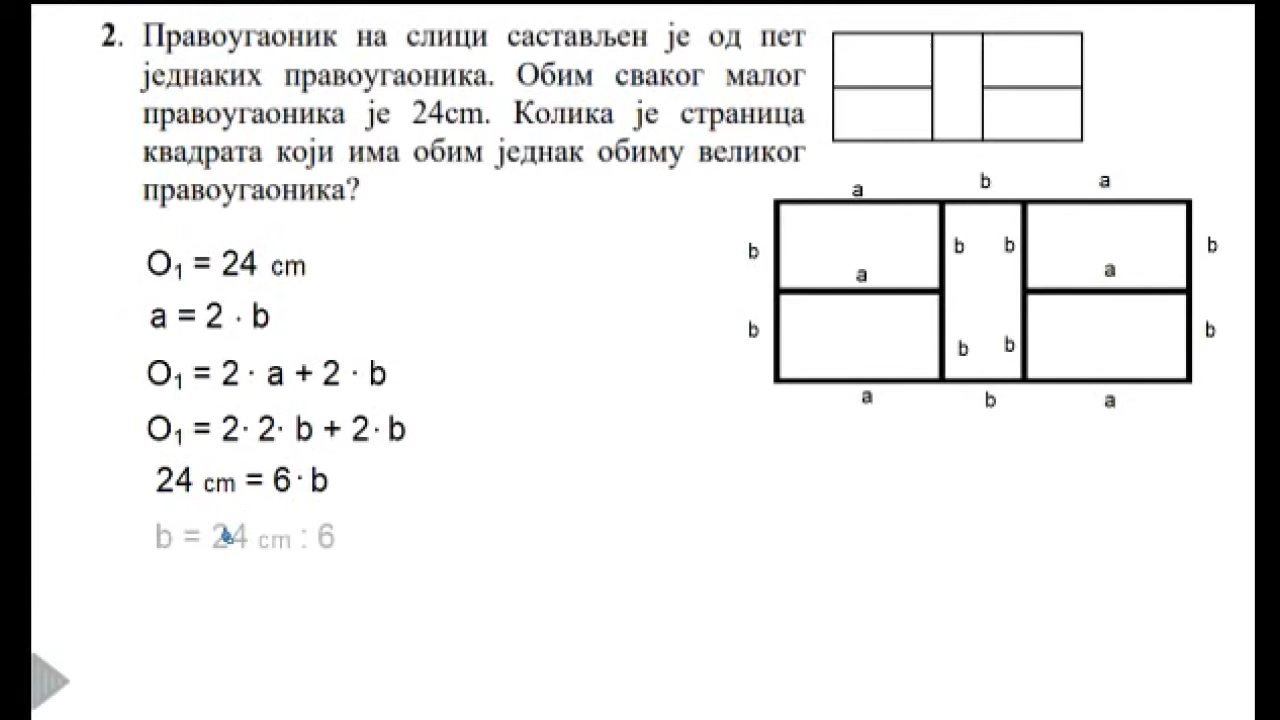 2. Правоугаоник на слици састављен је од пет
једнаких правоугаоника. Обим сваког малог
правоугаоника је 24cm. Колика је страница
квадрата који има обим једнак обиму великог
правоугаоника?
O₁ = 24 cm
a = 2 · b
O₁ = 2 · a + 2 · b
O₁ = 2· 2· b + 2· b
24 cm = 6· b
b = 24 cm : 6
a b a
b b b b
a a
b b b b
a b a